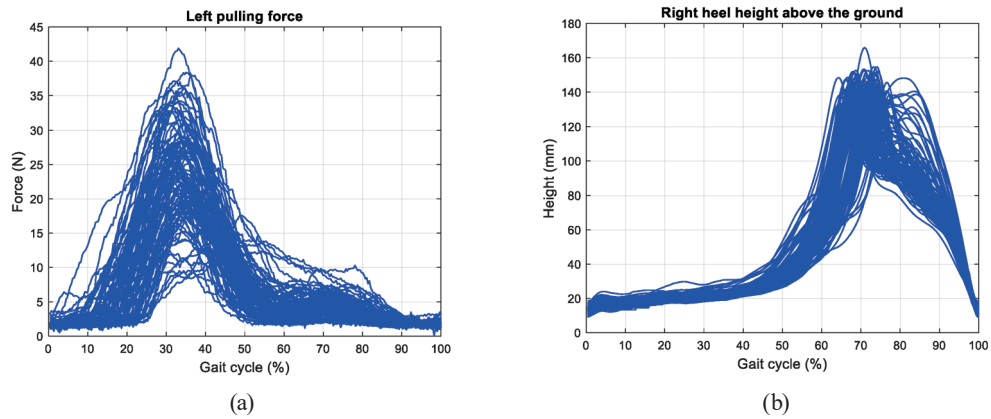 Left pulling force
45
40
35
30
25
20
15
10
5
0
Force (N)
0 10 20 30 40 50 60 70 80 90 100
Gait cycle (%)
(a)
Right heel height above the ground
180
160
140
120
100
80
60
40
20
0
Height (mm)
0 10 20 30 40 50 60 70 80 90 100
Gait cycle (%)
(b)